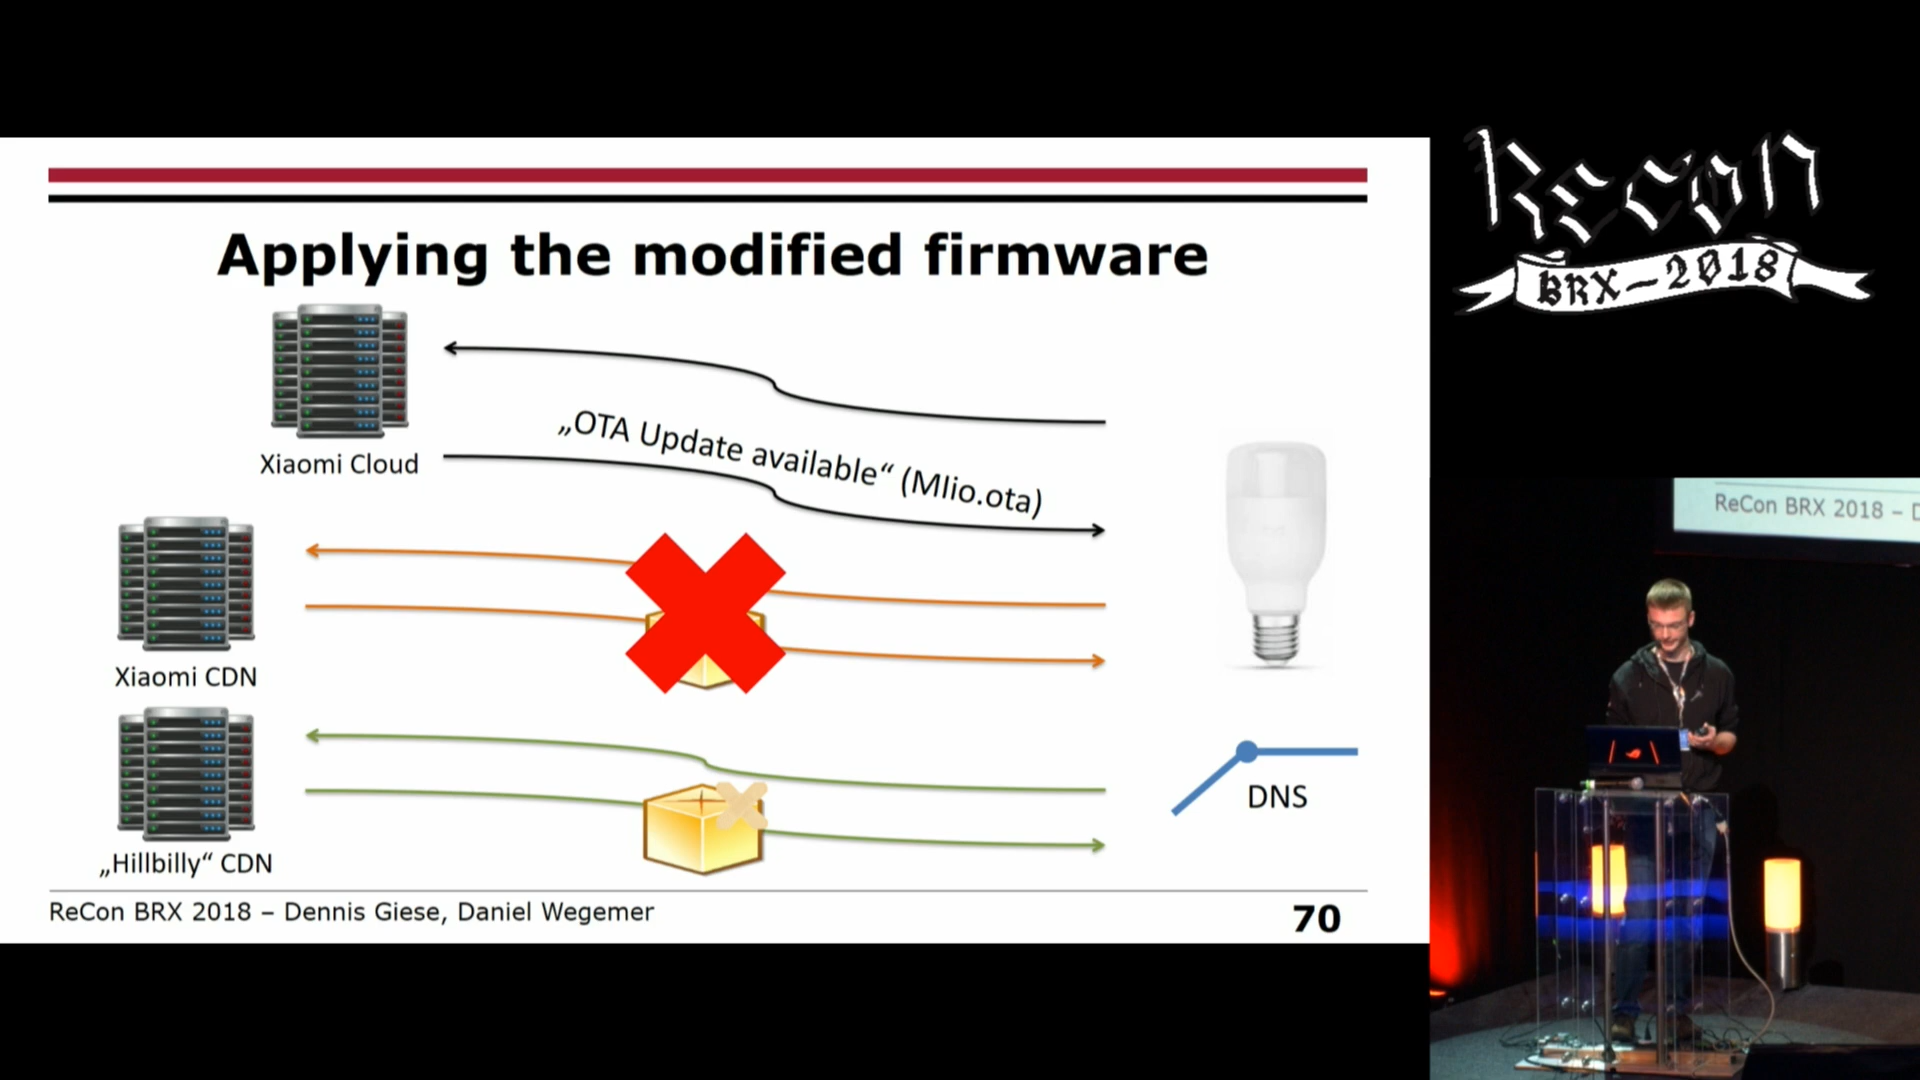 Applying the modified firmware
Xiaomi Cloud
„OTA Update available“ (MIio.ota)
Xiaomi CDN
DNS
„Hillbilly“ CDN
ReCon BRX 2018 – Dennis Giese, Daniel Wegemer
70
Recon
BRX-2018
ReCon BRX 2018 – D